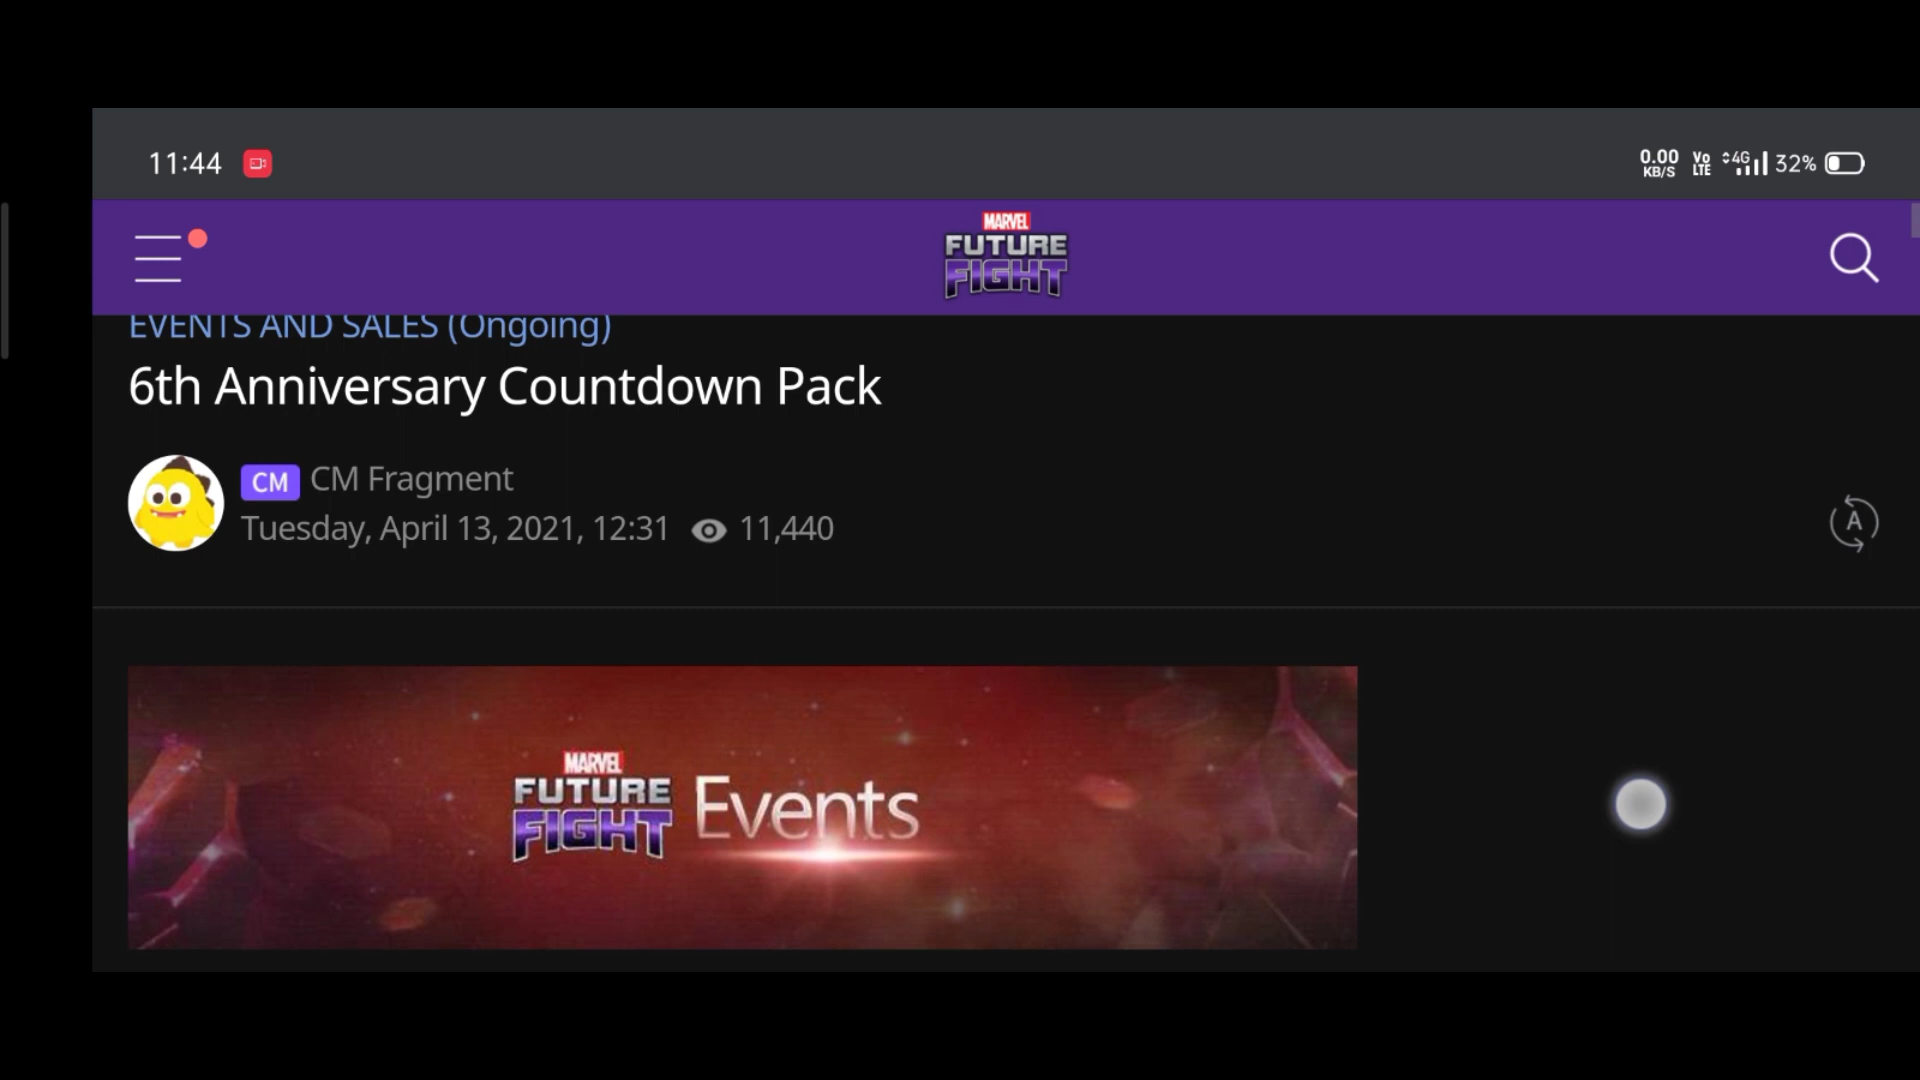 11:44
0.00
KB/S
Vo
LTE
4G
32%
MARVEL
FUTURE
FIGHT
EVENTS AND SALES (Ongoing)
6th Anniversary Countdown Pack
CM CM Fragment
Tuesday, April 13, 2021, 12:31 11,440
A
MARVEL
FUTURE
FIGHT
Events